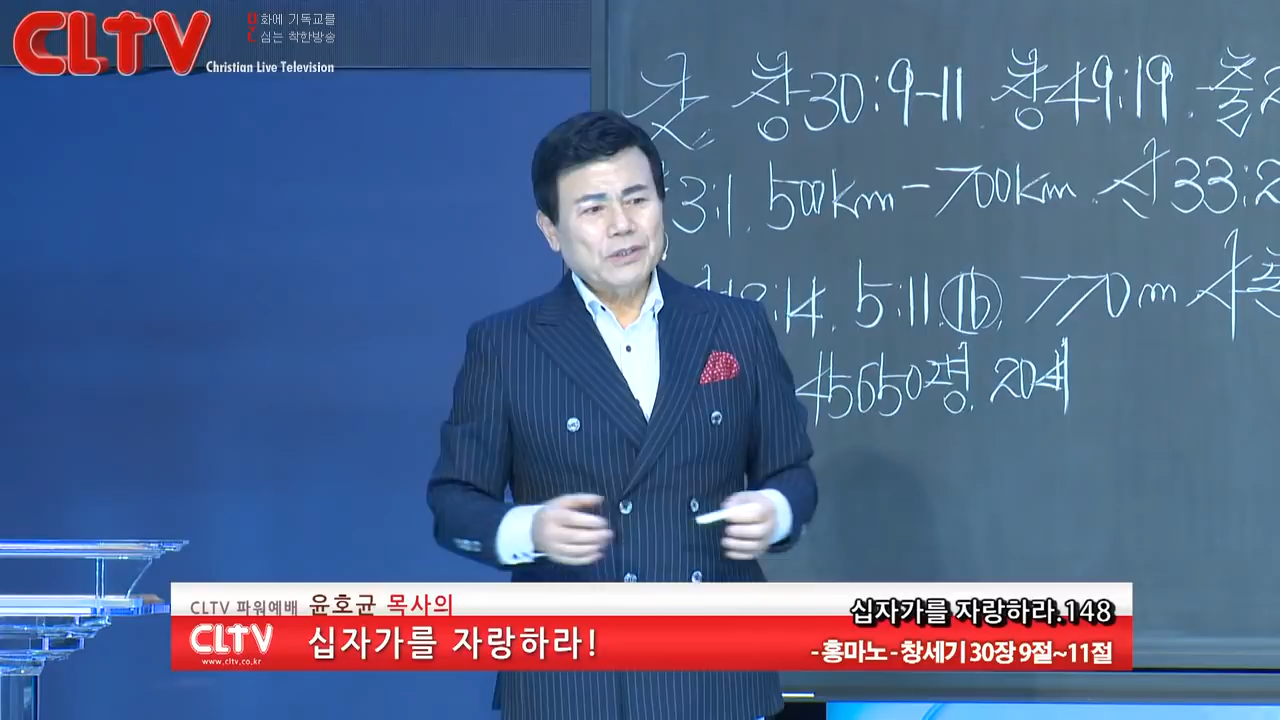 CLTV
문화에 기독교를
심는 착한방송
Christian Live Television
갓 창30:9-11 창49:19. 출2
3:1. 500km-700km. 신33:2
:14. 5:11.16. 770m
45650명. 20세
CLTV 파워예배 윤호균 목사의
십자가를 자랑하라.148
CLTV
www.cltv.co.kr
십자가를 자랑하라!
- 홍마노 - 창세기 30장 9절~11절